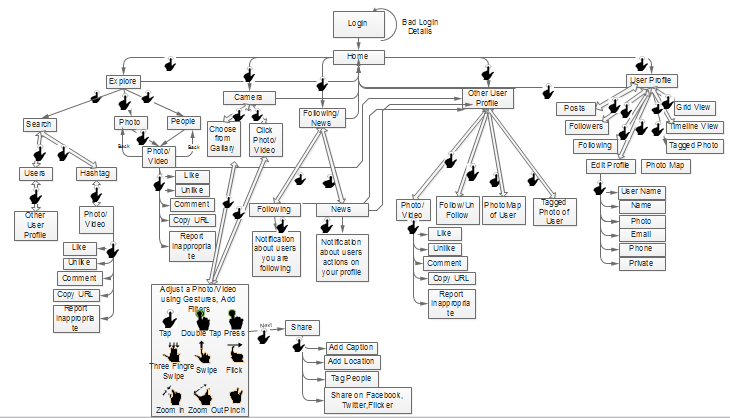 Login
Bad Login
Details
Home
Explore
Camera
Following/
News
Other User
Profile
User Profile
Search
Photo
People
Back
Back
Photo/
Video
Users
Hashtag
Other
User
Profile
Photo/
Video
Like
Unlike
Comment
Copy URL
Report
Inappropria
te
Like
Unlike
Comment
Copy URL
Report
Inappropria
te
Choose
from
Gallary
Click
Photo/
Video
Following
News
Notification
about users
you are
following
Notification
about users
actions on
your profile
Photo/
Video
Follow/Un
Follow
PhotoMap
of User
Tagged
Photo of
User
Like
Unlike
Comment
Copy URL
Report
Inappropria
te
Posts
Followers
Following
Edit Profile
Photo Map
Tagged Photo
Timeline View
Grid View
User Name
Name
Photo
Email
Phone
Private
Adjust a Photo/Video
using Gestures, Add
Filters
Tap
Double Tap
Press
Three Fingre
Swipe
Swipe
Flick
Zoom In
Zoom Out
Pinch
Next
Share
Add Caption
Add Location
Tag People
Share on Facebook,
Twitter,Flicker